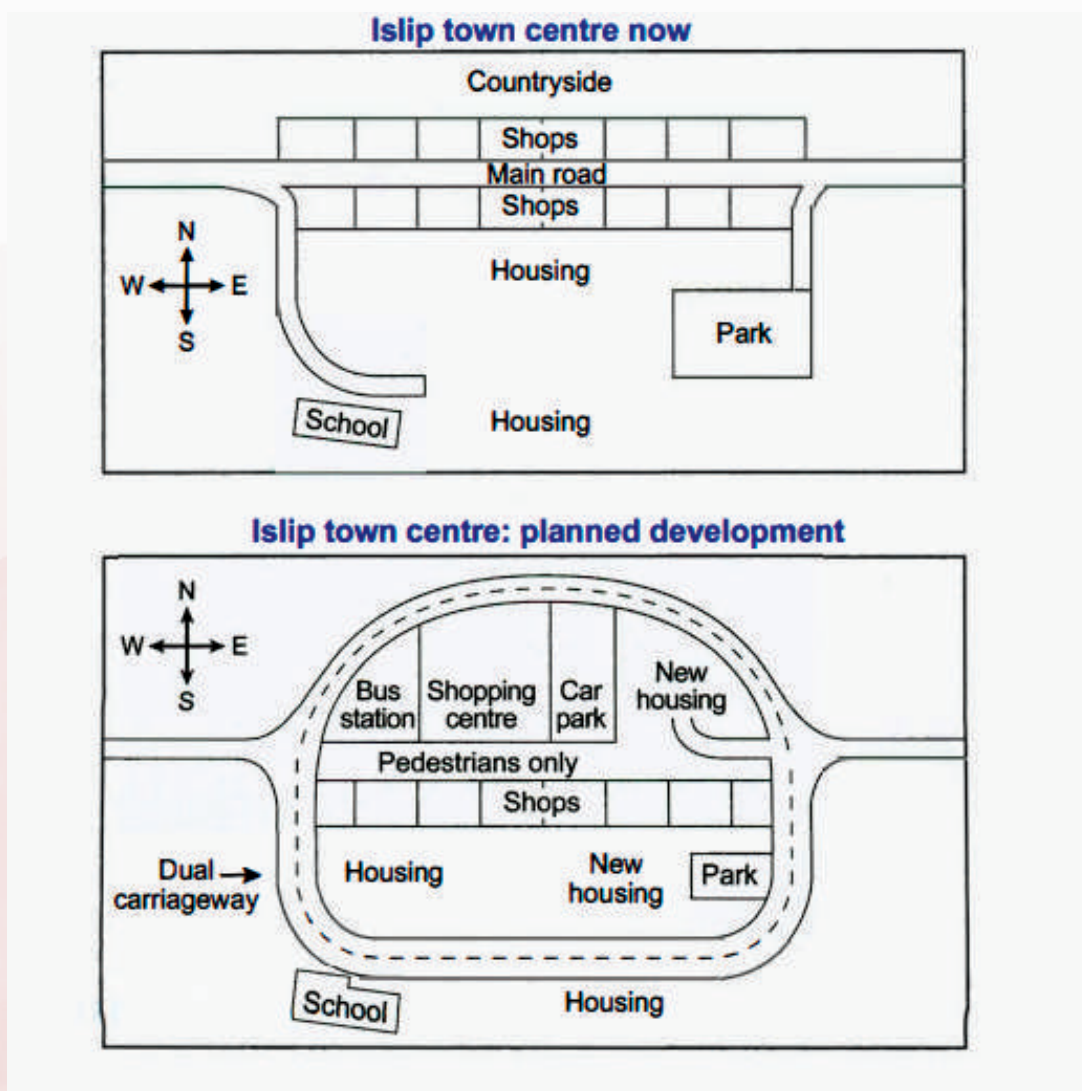 Islip town centre now
Countryside
Shops
Main road
Shops
N
W E
S
Housing
Park
School
Housing
Islip town centre: planned development
N
W E
S
Bus
station
Shopping
centre
Car
park
New
housing
Pedestrians only
Shops
Dual
carriageway
Housing
New
housing
Park
School
Housing